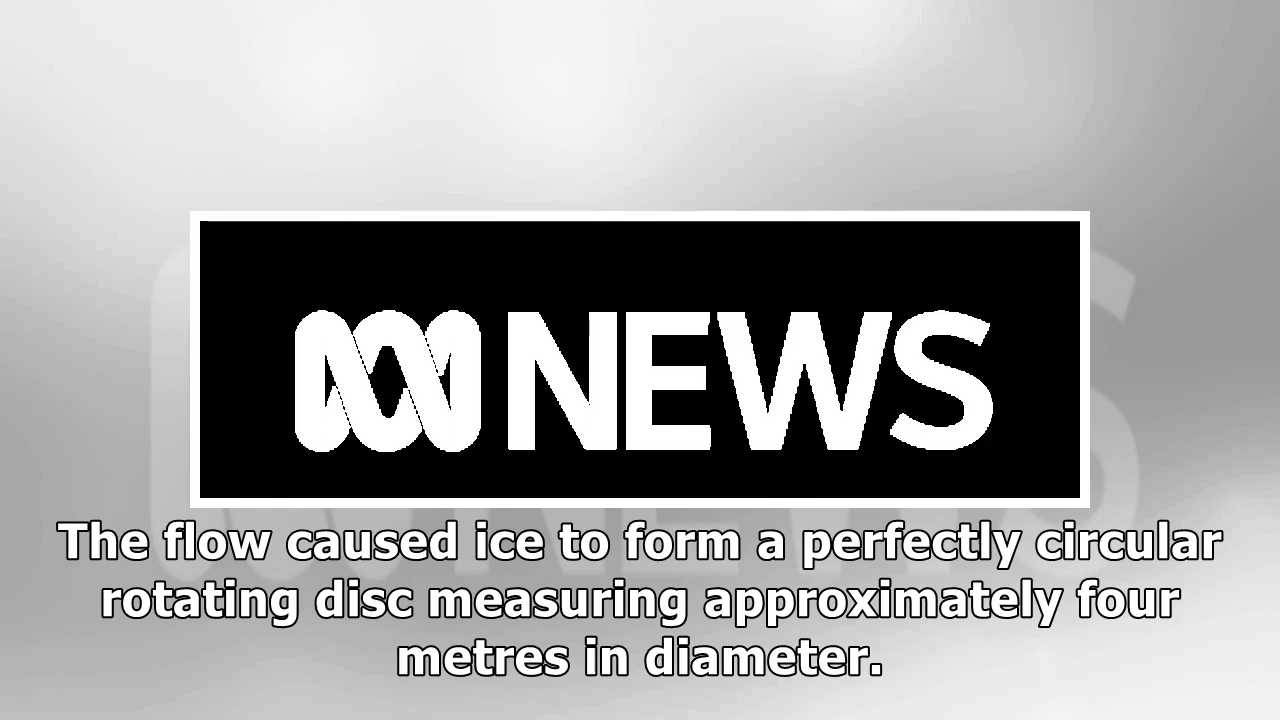 NEWS
The flow caused ice to form a perfectly circular
rotating disc measuring approximately four
metres in diameter.